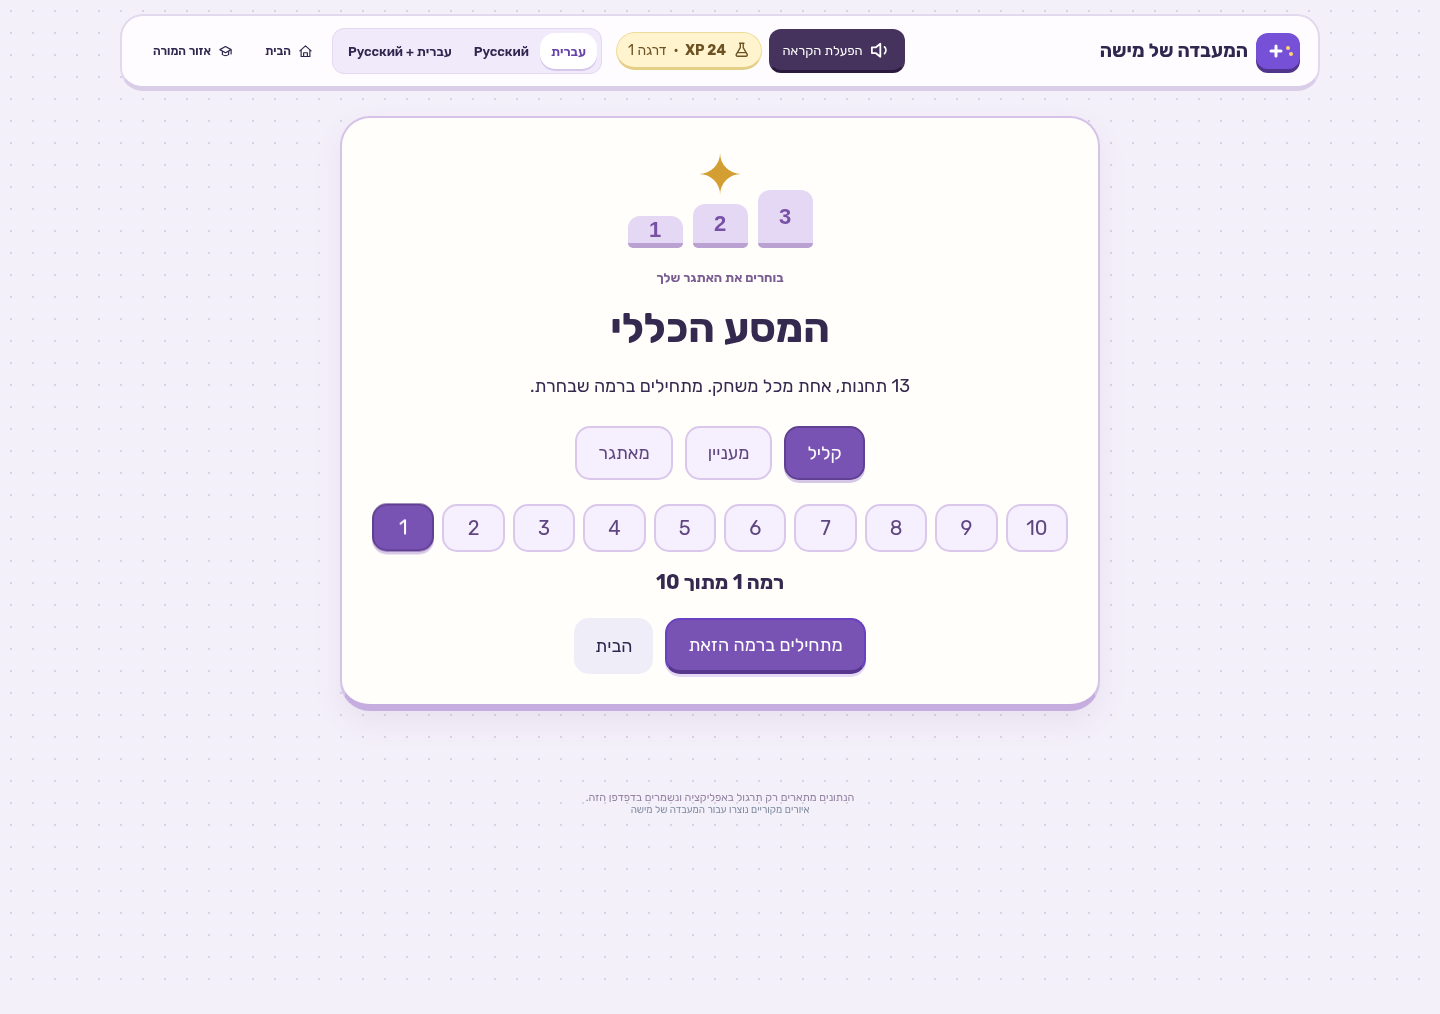 המעבדה של מישה
הפעלת הקראה
24 XP • דרגה 1
עברית
Русский
עברית + Русский
הבית
אזור המורה
1 2 3
בוחרים את האתגר שלך
המסע הכללי
13 תחנות, אחת מכל משחק. מתחילים ברמה שבחרת.
קליל
מעניין
מאתגר
1 2 3 4 5 6 7 8 9 10
רמה 1 מתוך 10
מתחילים ברמה הזאת
הבית
הנתונים מתארים רק תרגול באפליקציה ונשמרים בדפדפן הזה.
איורים מקוריים נוצרו עבור המעבדה של מישה